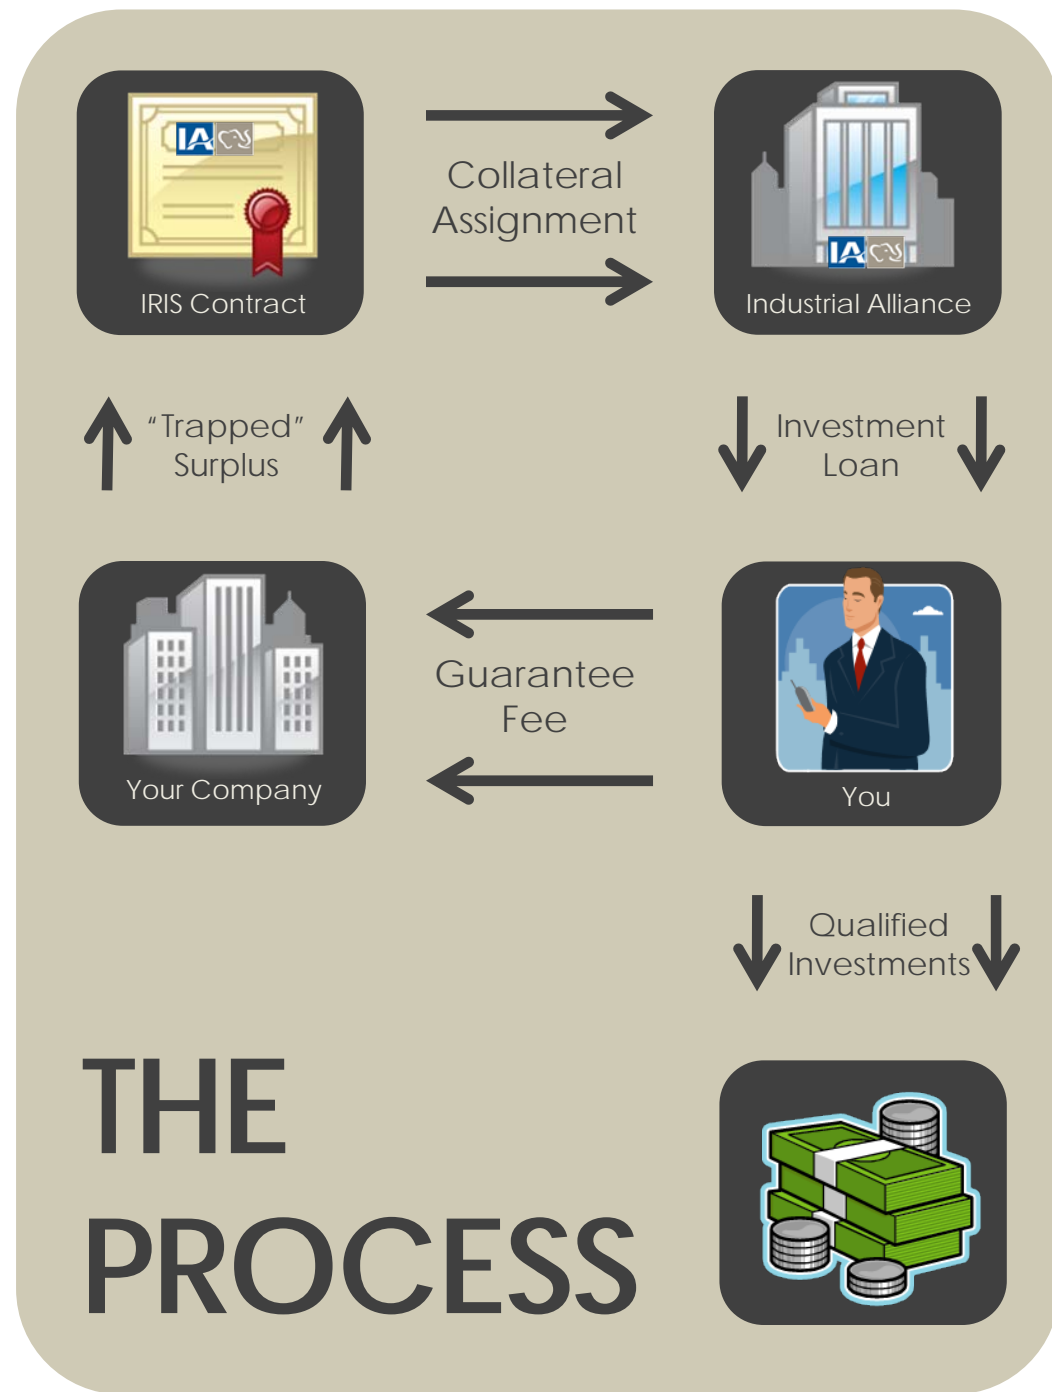 IA
IRIS Contract
Collateral
Assignment
IA
Industrial Alliance
“Trapped”
Surplus
Investment
Loan
Your Company
Guarantee
Fee
You
Qualified
Investments
THE
PROCESS